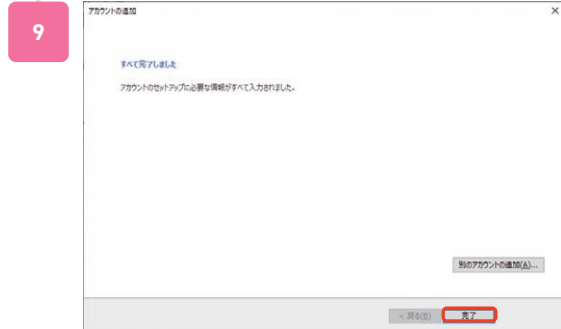 9
アカウントの追加
すべて完了しました
アカウントのセットアップに必要な情報がすべて入力されました。
別のアカウントの追加(A)...
< 戻る(B)
完了